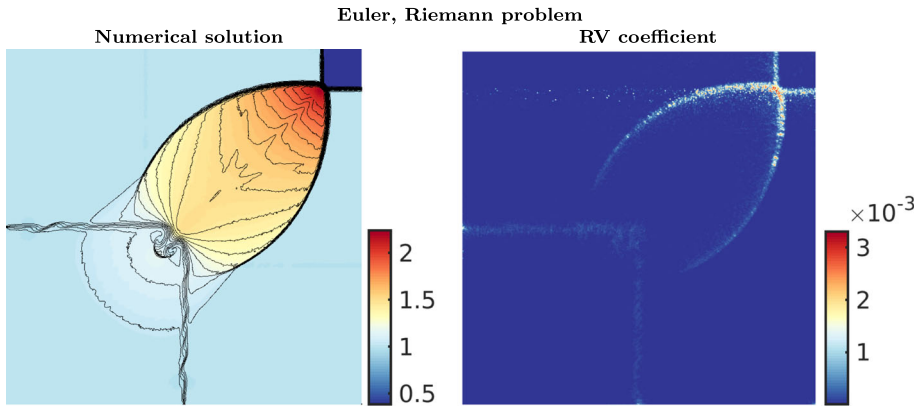 Euler, Riemann problem
Numerical solution
RV coefficient
2
1.5
1
0.5
×10⁻³
3
2
1